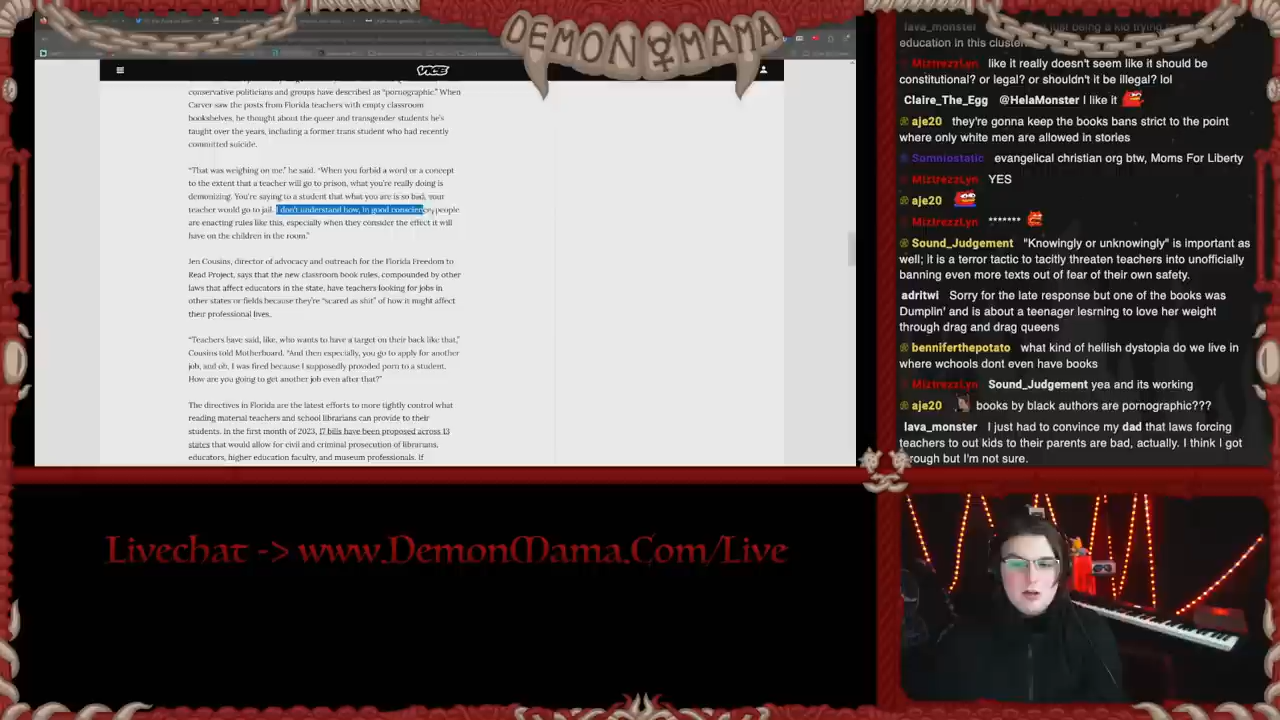 DEMON MAMA
VICE
conservative politicians and groups have described as "pornographic." When
Carver saw the posts from Florida teachers with empty classroom
bookshelves, he thought about the queer and transgender students he's
taught over the years, including a former trans student who had recently
committed suicide.
"That was weighing on me," he said. "When you forbid a word or a concept
to the extent that a teacher will go to prison, what you're really doing is
demonizing. You're saying to a student that what you are is so bad, your
teacher would go to jail. I don't understand how, in good conscience, people
are enacting rules like this, especially when they consider the effect it will
have on the children in the room."
Jen Cousins, director of advocacy and outreach for the Florida Freedom to
Read Project, says that the new classroom book rules, compounded by other
laws that affect educators in the state, have teachers looking for jobs in
other states or fields because they're "scared as shit" of how it might affect
their professional lives.
"Teachers have said, like, who wants to have a target on their back like that,"
Cousins told Motherboard. "And then especially, you go to apply for another
job, and oh, I was fired because I supposedly provided porn to a student.
How are you going to get another job even after that?"
The directives in Florida are the latest efforts to more tightly control what
reading material teachers and school librarians can provide to their
students. In the first month of 2023, 17 bills have been proposed across 13
states that would allow for civil and criminal prosecution of librarians,
educators, higher education faculty, and museum professionals. If
lava_monster just being a kid trying
education in this cluster
MiztrezzLyn like it really doesn't seem like it should be
constitutional? or legal? or shouldn't it be illegal? lol
Claire_The_Egg @HelaMonster I like it
aje20 they're gonna keep the books bans strict to the point
where only white men are allowed in stories
Somniostatic evangelical christian org btw, Moms For Liberty
MiztrezzLyn YES
aje20
MiztrezzLyn *******
Sound_Judgement "Knowingly or unknowingly" is important as
well; it is a terror tactic to tacitly threaten teachers into unofficially
banning even more texts out of fear of their own safety.
adritwi Sorry for the late response but one of the books was
Dumplin' and is about a teenager lesrning to love her weight
through drag and drag queens
benniferthepotato what kind of hellish dystopia do we live in
where wchools dont even have books
MiztrezzLyn Sound_Judgement yea and its working
aje20 books by black authors are pornographic???
lava_monster I just had to convince my dad that laws forcing
teachers to out kids to their parents are bad, actually. I think I got
rough but I'm not sure.
Livechat -> www.DemonMama.Com/Live